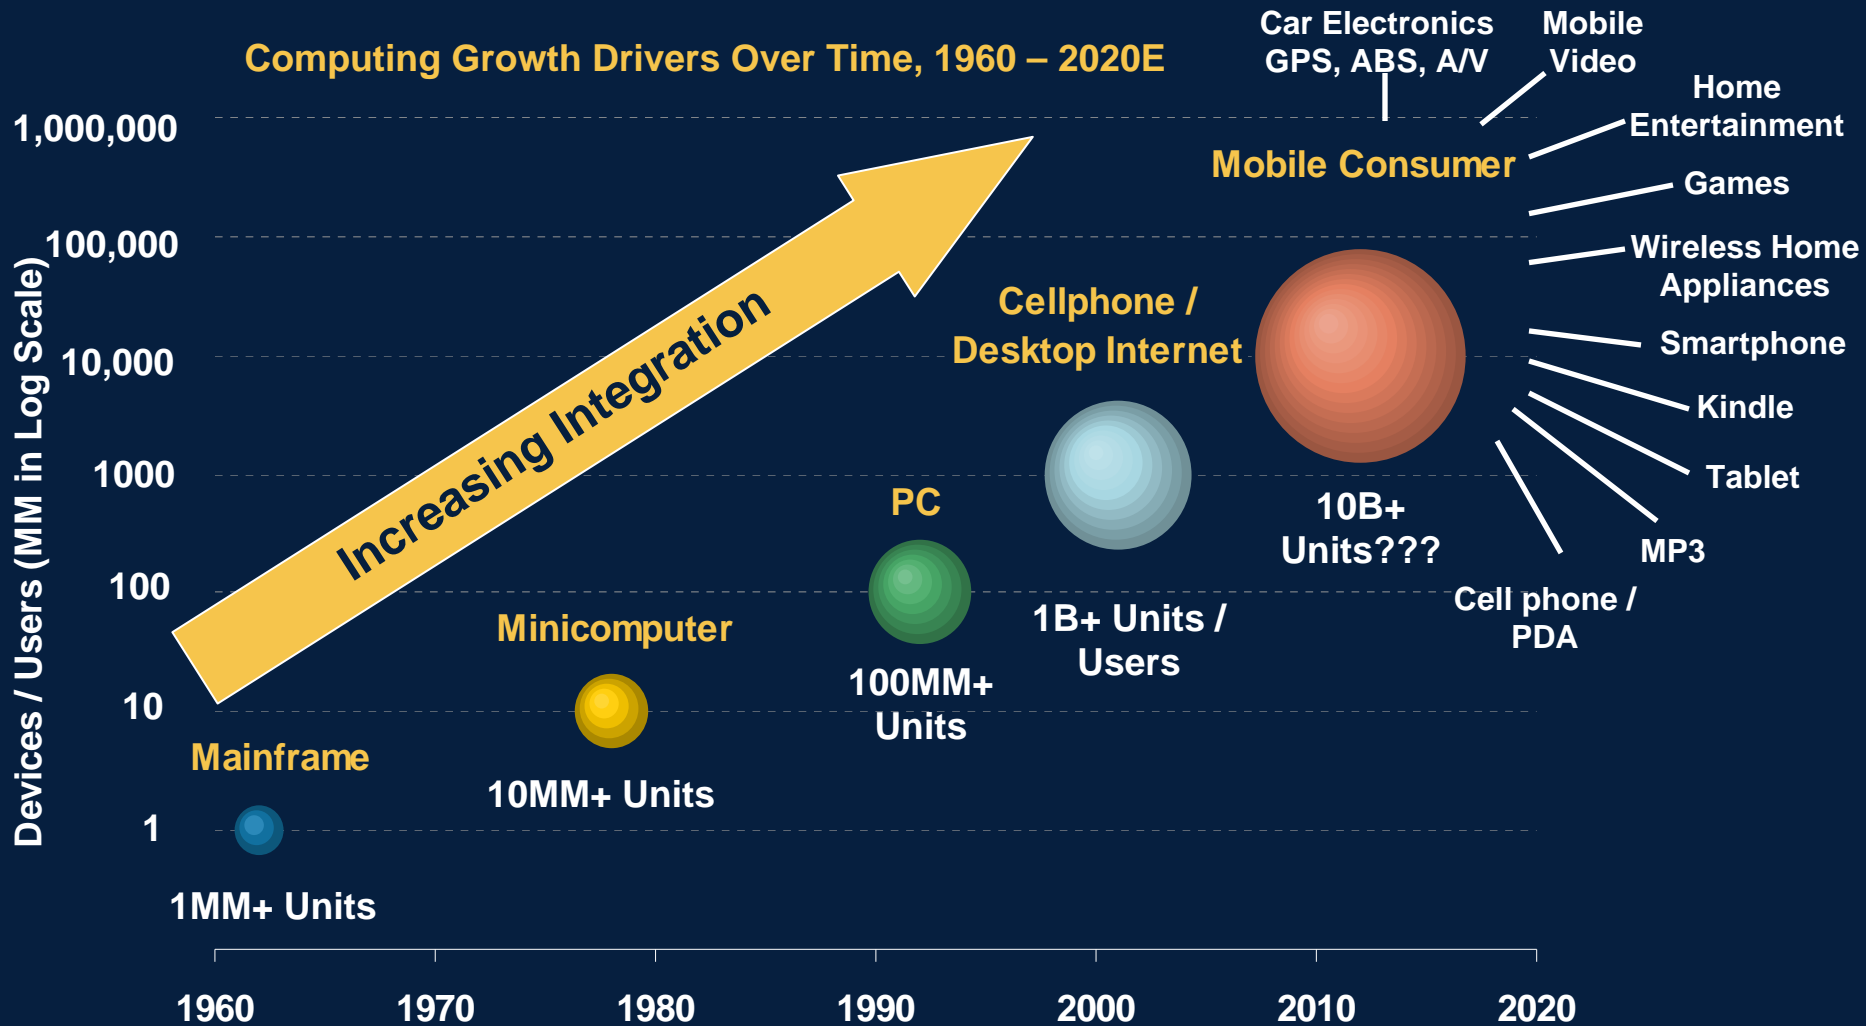 Computing Growth Drivers Over Time, 1960 – 2020E
Car Electronics
GPS, ABS, A/V
Mobile
Video
Home
Entertainment
Games
Wireless Home
Appliances
Smartphone
Kindle
Tablet
MP3
Cell phone /
PDA
Devices / Users (MM in Log Scale)
1,000,000
100,000
10,000
1000
100
10
1
Increasing Integration
Mobile Consumer
10B+
Units???
Cellphone /
Desktop Internet
1B+ Units /
Users
PC
100MM+
Units
Minicomputer
10MM+ Units
Mainframe
1MM+ Units
1960
1970
1980
1990
2000
2010
2020